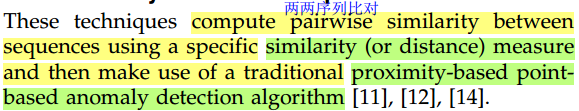 两两序列比对
These techniques compute pairwise similarity between
sequences using a specific similarity (or distance) measure
and then make use of a traditional proximity-based point-
based anomaly detection algorithm [11], [12], [14].